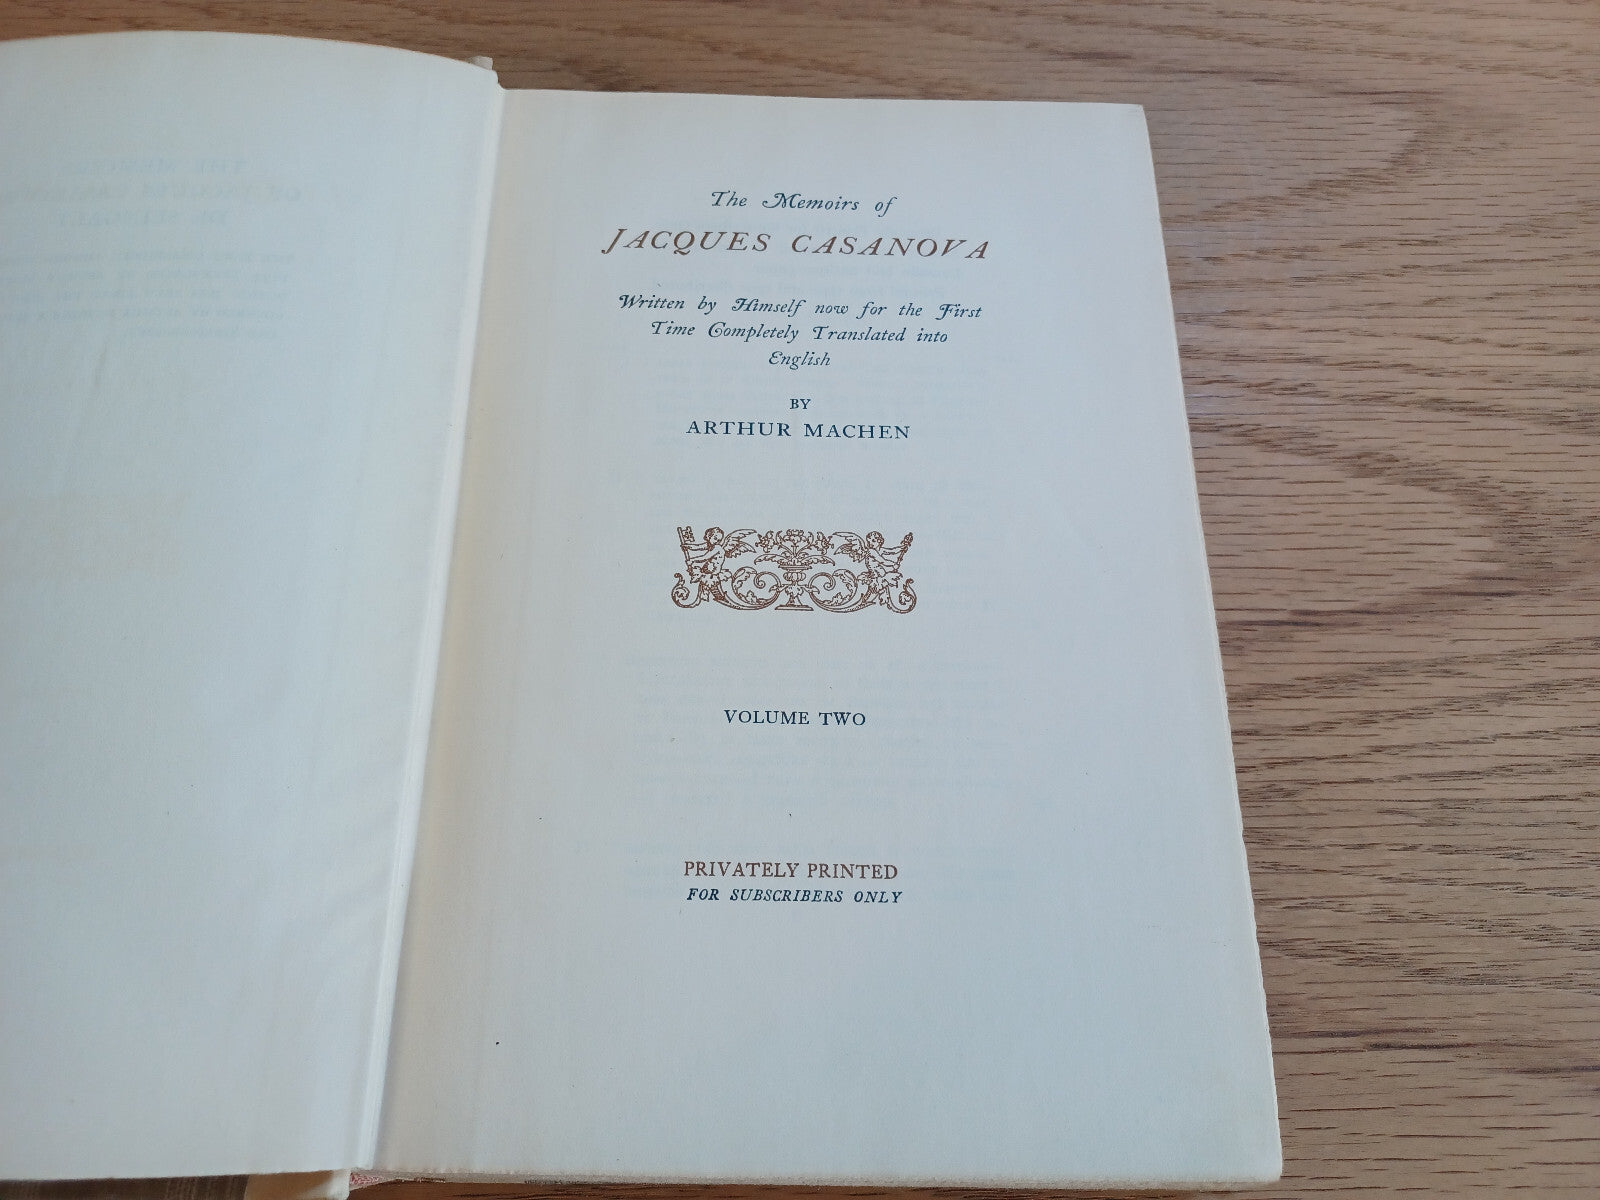 The Memoirs of
JACQUES CASANOVA
Written by Himself now for the First
Time Completely Translated into
English
BY
ARTHUR MACHEN
VOLUME TWO
PRIVATELY PRINTED
FOR SUBSCRIBERS ONLY